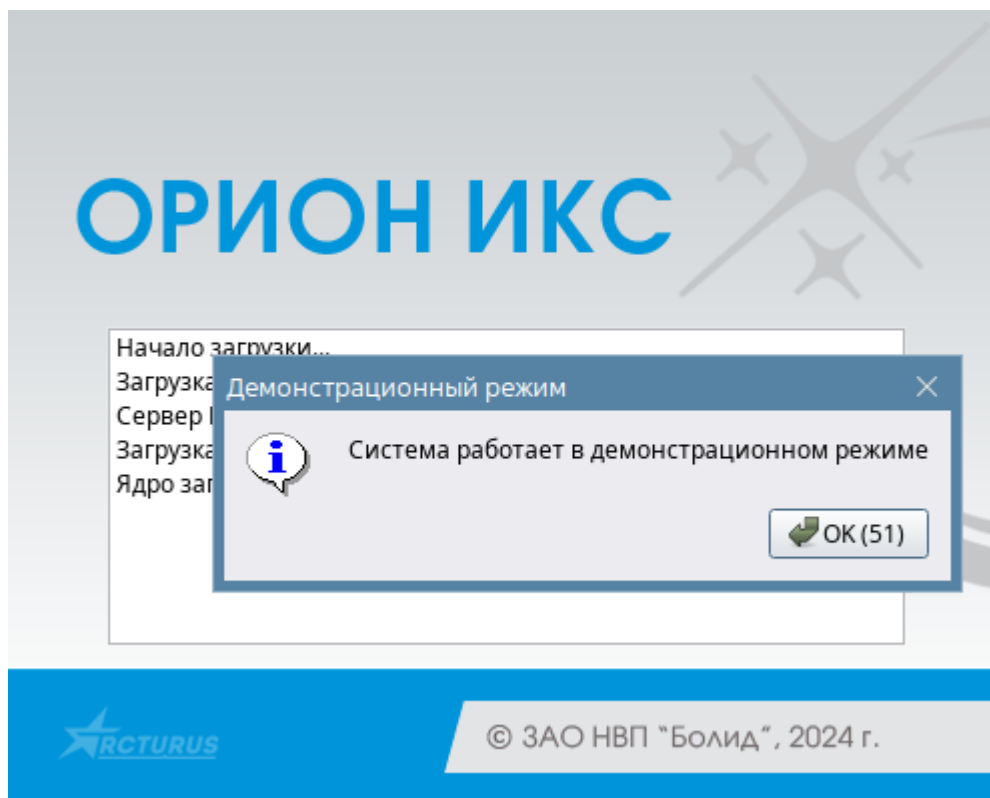 ОРИОН ИКС
Начало загрузки...
Загрузка
Сервер
Загрузка
Ядро
Демонстрационный режим
Система работает в демонстрационном режиме
OK (51)
ARCTURUS
© ЗАО НВП "Болид", 2024 г.